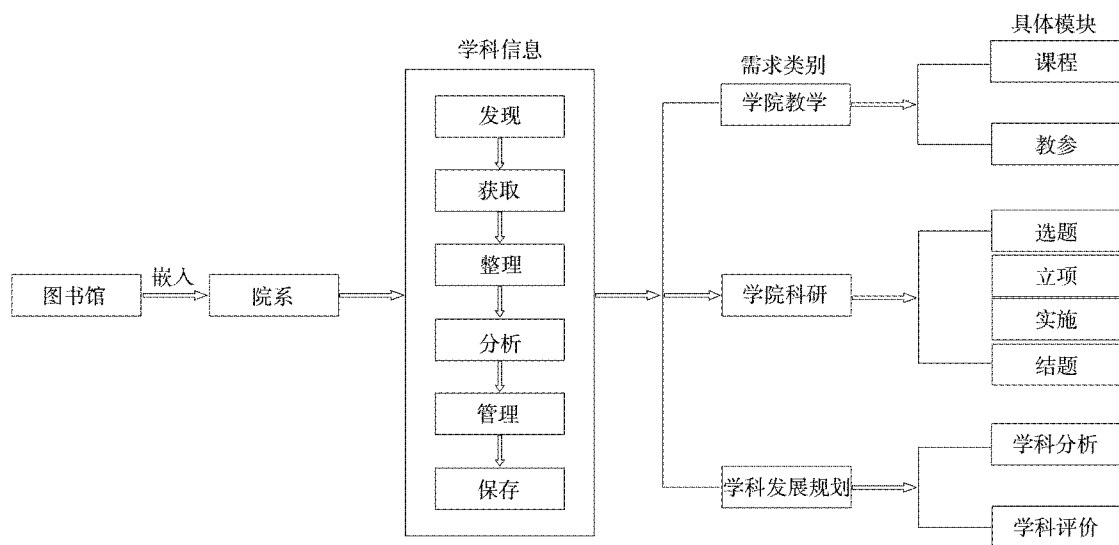 图书馆
嵌入
院系
学科信息
发现
获取
整理
分析
管理
保存
需求类别
学院教学
学院科研
学科发展规划
具体模块
课程
教参
选题
立项
实施
结题
学科分析
学科评价